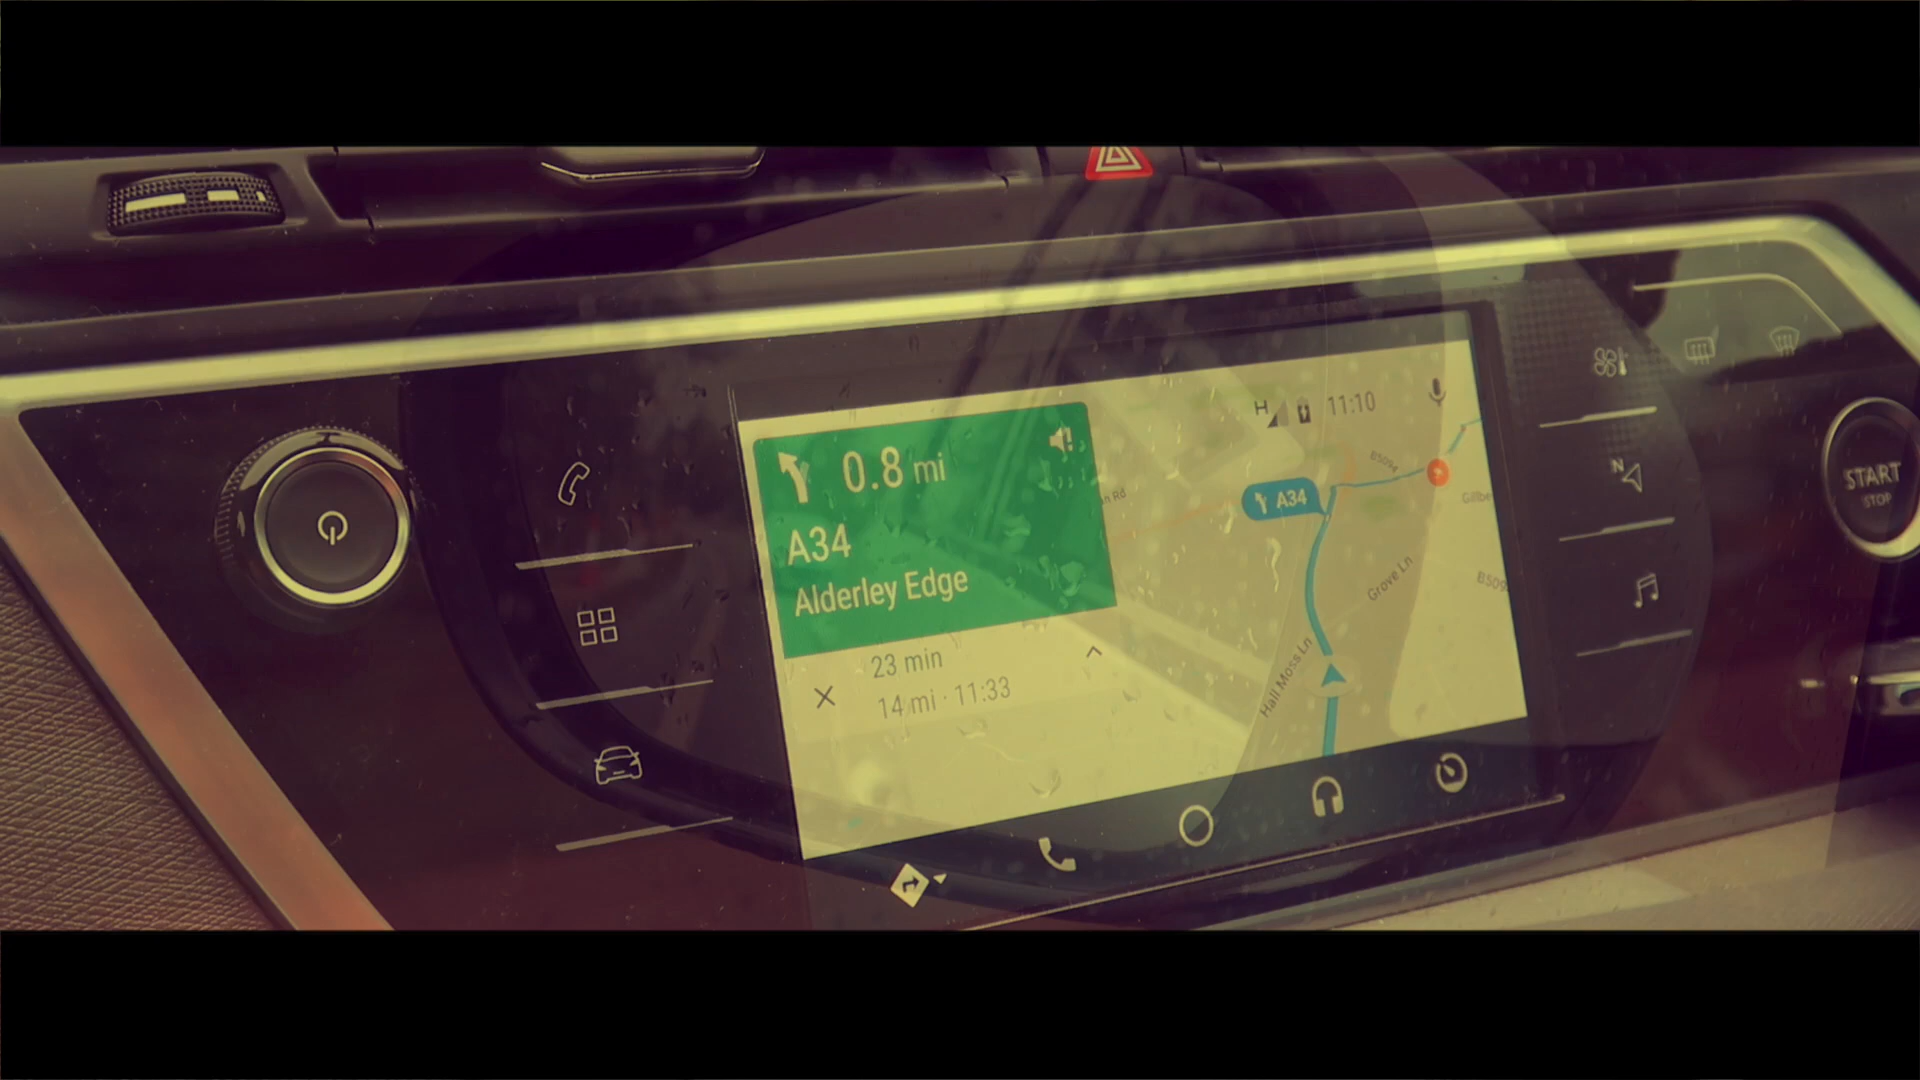 H 11:10
0.8 mi
A34
Alderley Edge
23 min
14 mi · 11:33
A34
B5094
Grove Ln
Hall Moss Ln
N
START
STOP